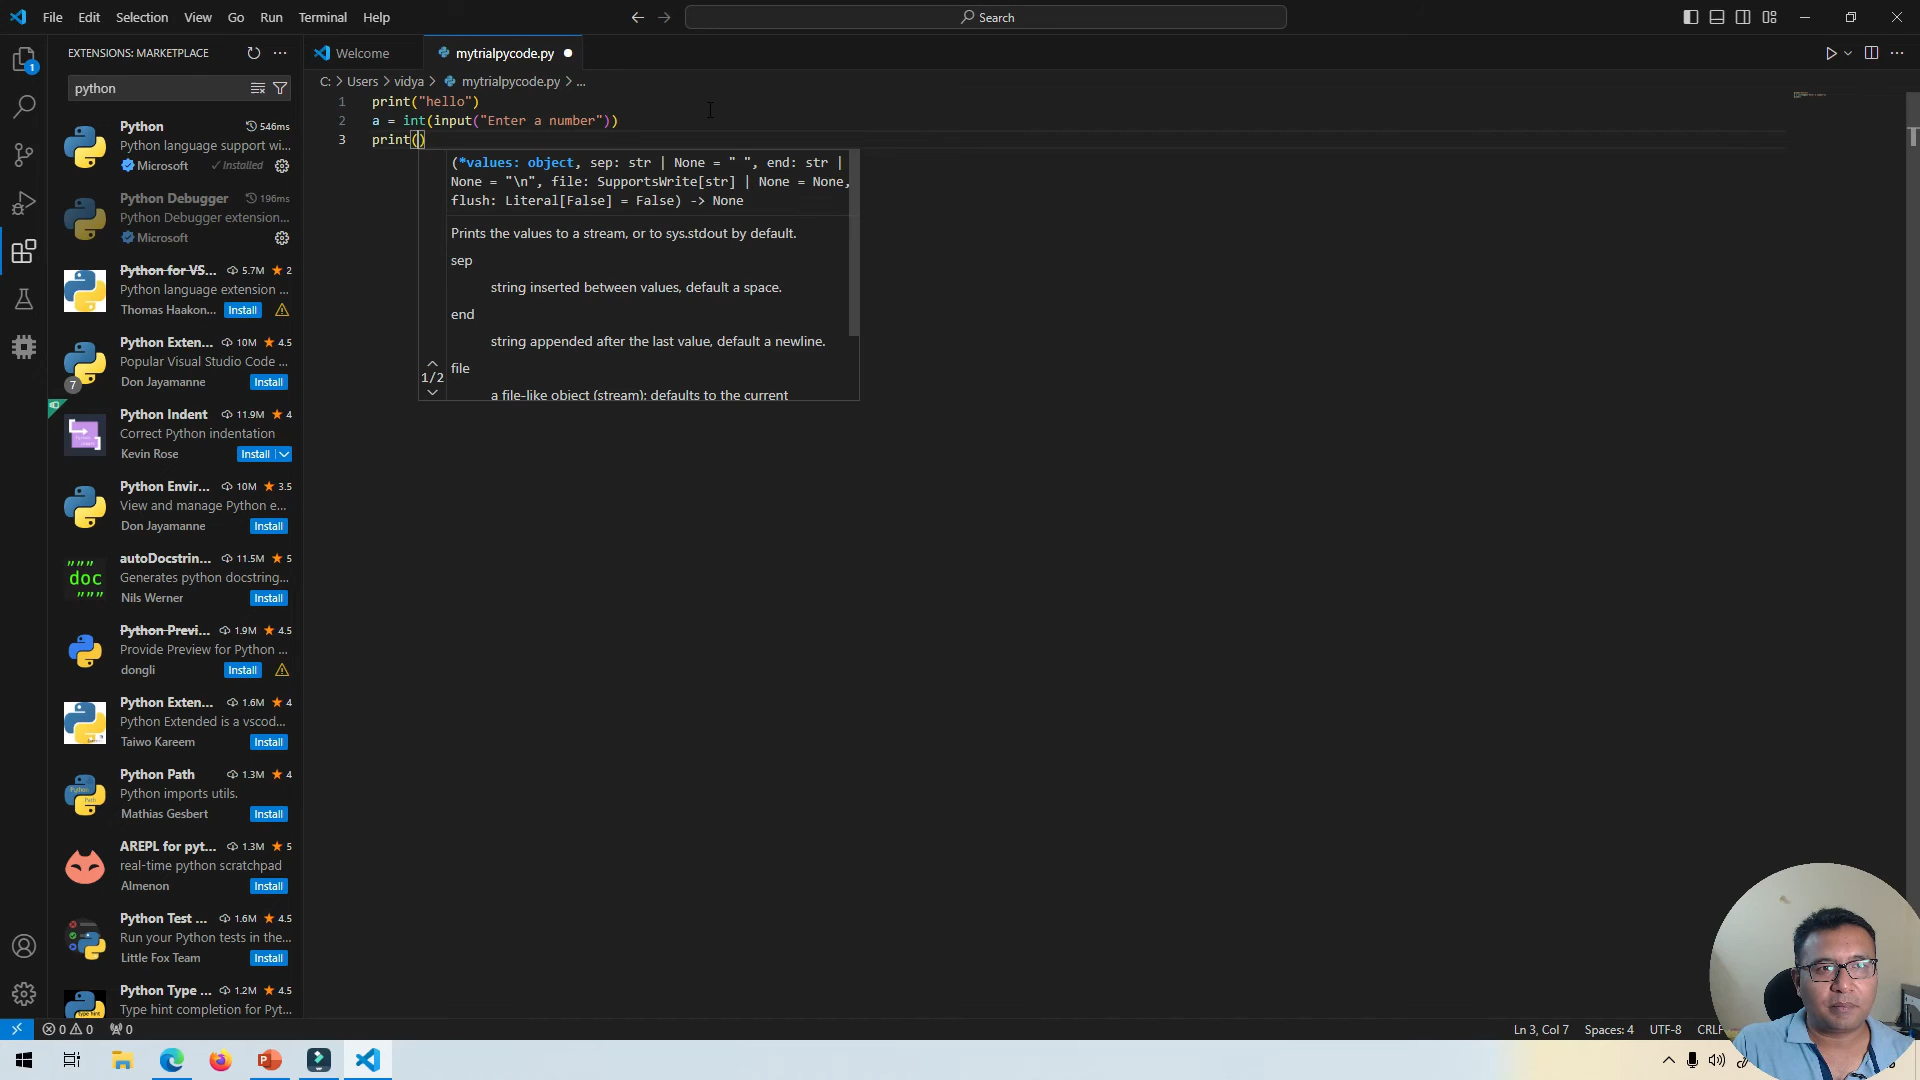 File Edit Selection View Go Run Terminal Help
Search
EXTENSIONS: MARKETPLACE
python
Python 546ms
Python language support wi...
Microsoft Installed
Python Debugger 196ms
Python Debugger extension...
Microsoft
Python for VS... 5.7M 2
Python language extension ...
Thomas Haakon... Install
Python Exten... 10M 4.5
Popular Visual Studio Code ...
Don Jayamanne Install
7
Python Indent 11.9M 4
Correct Python indentation
Kevin Rose Install
Python Envir... 10M 3.5
View and manage Python e...
Don Jayamanne Install
autoDocstrin... 11.5M 5
Generates python docstring...
Nils Werner Install
""" doc """
Python Previ... 1.9M 4.5
Provide Preview for Python ...
dongli Install
Python Exten... 1.6M 4
Python Extended is a vscod...
Taiwo Kareem Install
Python Path 1.3M 4
Python imports utils.
Mathias Gesbert Install
AREPL for pyt... 1.3M 5
real-time python scratchpad
Almenon Install
Python Test ... 1.6M 4.5
Run your Python tests in the...
Little Fox Team Install
Python Type ... 1.2M 4.5
Type hint completion for Pyt...
1
Welcome
mytrialpycode.py
C: > Users > vidya > mytrialpycode.py > ...
1 print("hello")
2 a = int(input("Enter a number"))
3 print()
(*values: object, sep: str | None = " ", end: str |
None = "\n", file: SupportsWrite[str] | None = None,
flush: Literal[False] = False) -> None
Prints the values to a stream, or to sys.stdout by default.
sep
string inserted between values, default a space.
end
string appended after the last value, default a newline.
file
a file-like object (stream); defaults to the current
1/2
0 0 0
Ln 3, Col 7 Spaces: 4 UTF-8 CRLF